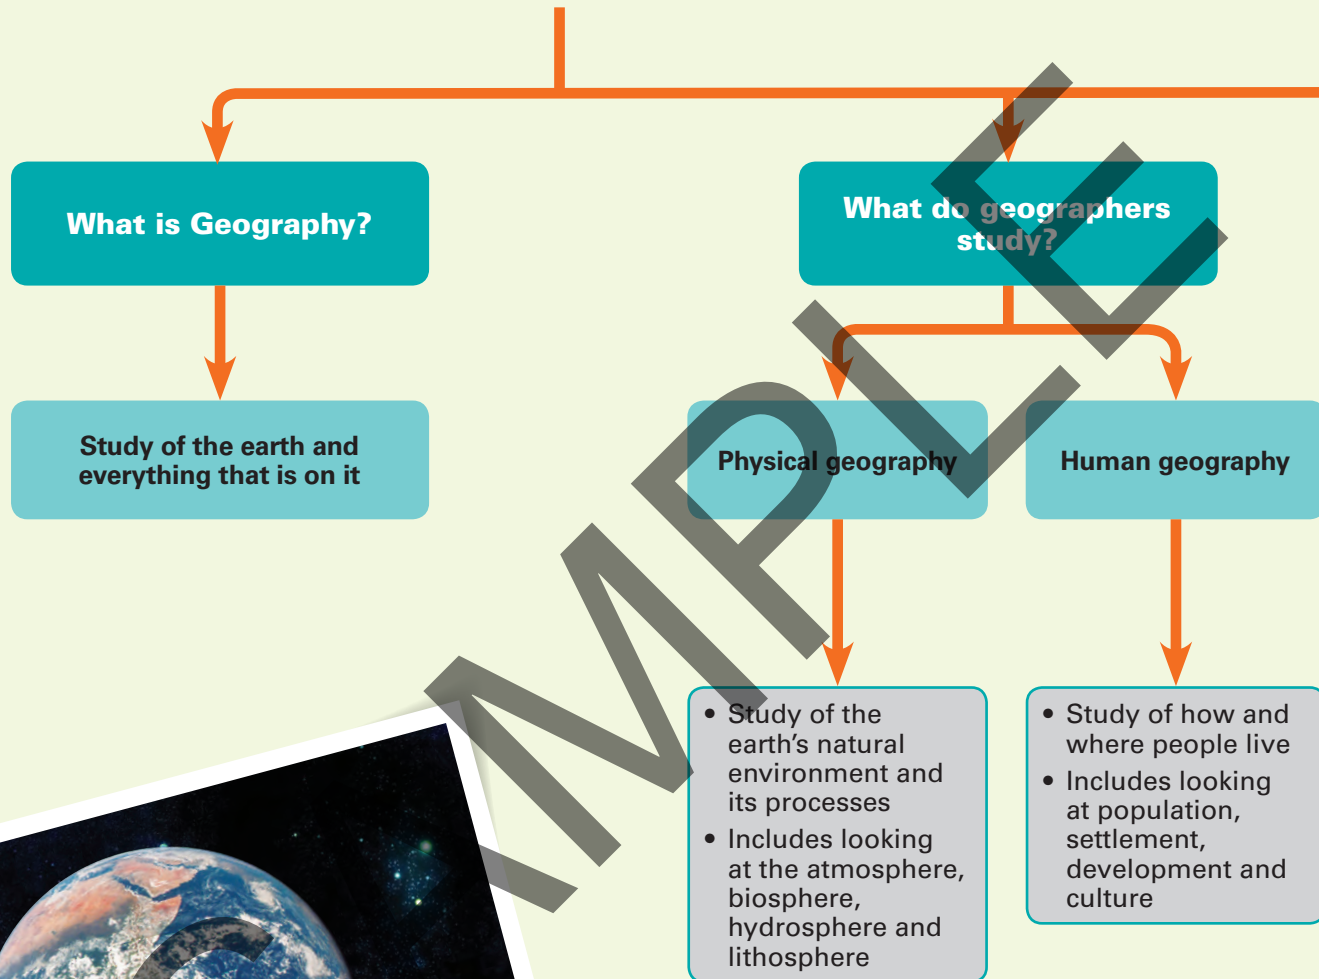 What is Geography?
Study of the earth and
everything that is on it
What do geographers
study?
Physical geography
• Study of the
earth’s natural
environment and
its processes
• Includes looking
at the atmosphere,
biosphere,
hydrosphere and
lithosphere
Human geography
• Study of how and
where people live
• Includes looking
at population,
settlement,
development and
culture
MPLE